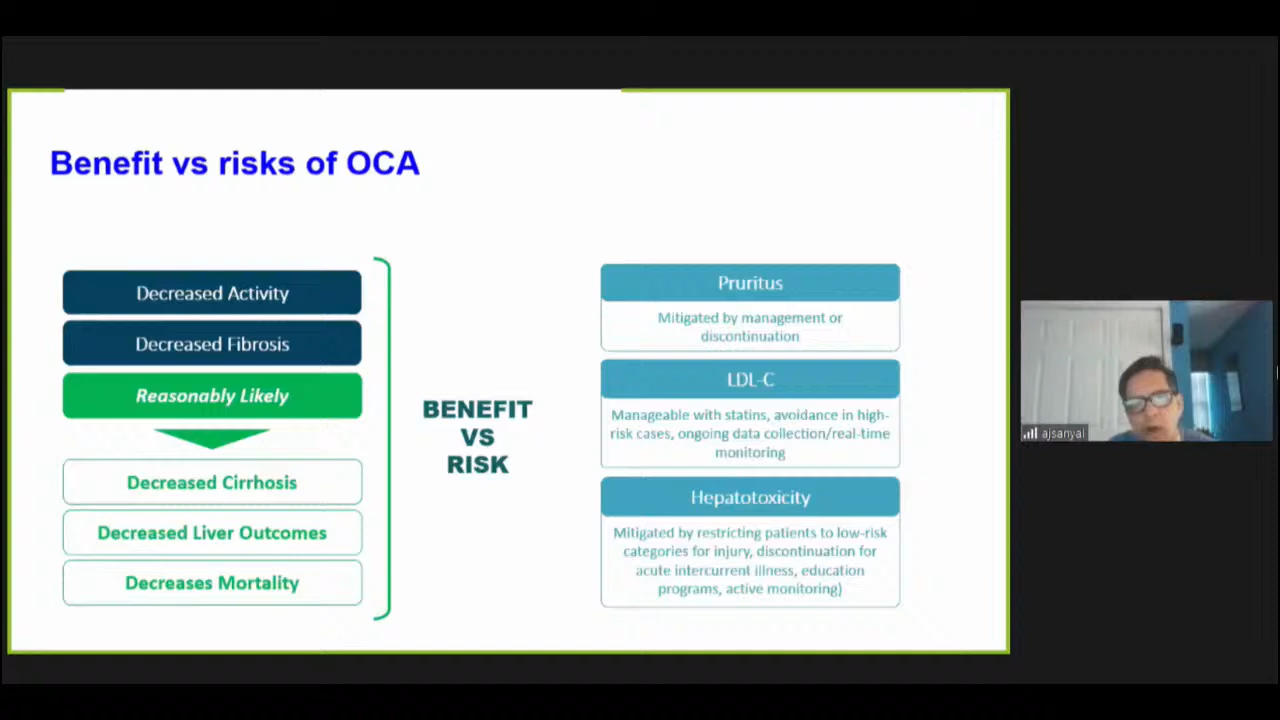 Benefit vs risks of OCA
Decreased Activity
Decreased Fibrosis
Reasonably Likely
Decreased Cirrhosis
Decreased Liver Outcomes
Decreases Mortality
BENEFIT
VS
RISK
Pruritus
Mitigated by management or
discontinuation
LDL-C
Manageable with statins, avoidance in high-
risk cases, ongoing data collection/real-time
monitoring
Hepatotoxicity
Mitigated by restricting patients to low-risk
categories for injury, discontinuation for
acute intercurrent illness, education
programs, active monitoring)
ajsanyal